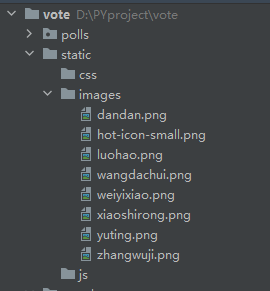 vote D:\PYproject\vote
polls
static
css
images
dandan.png
hot-icon-small.png
luohao.png
wangdachui.png
weiyixiao.png
xiaoshirong.png
yuting.png
zhangwuji.png
js